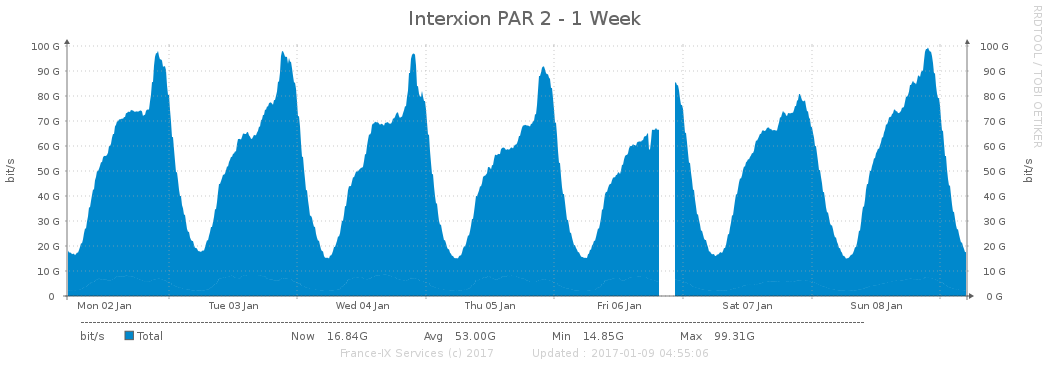 Interxion PAR 2 - 1 Week
RRDTOOL / TOBI OETIKER
bit/s
100 G
90 G
80 G
70 G
60 G
50 G
40 G
30 G
20 G
10 G
0
100 G
90 G
80 G
70 G
60 G
50 G
40 G
30 G
20 G
10 G
0 G
bit/s
Mon 02 Jan Tue 03 Jan Wed 04 Jan Thu 05 Jan Fri 06 Jan Sat 07 Jan Sun 08 Jan
bit/s Total Now 16.84G Avg 53.00G Min 14.85G Max 99.31G
France-IX Services (c) 2017 Updated : 2017-01-09 04:55:06